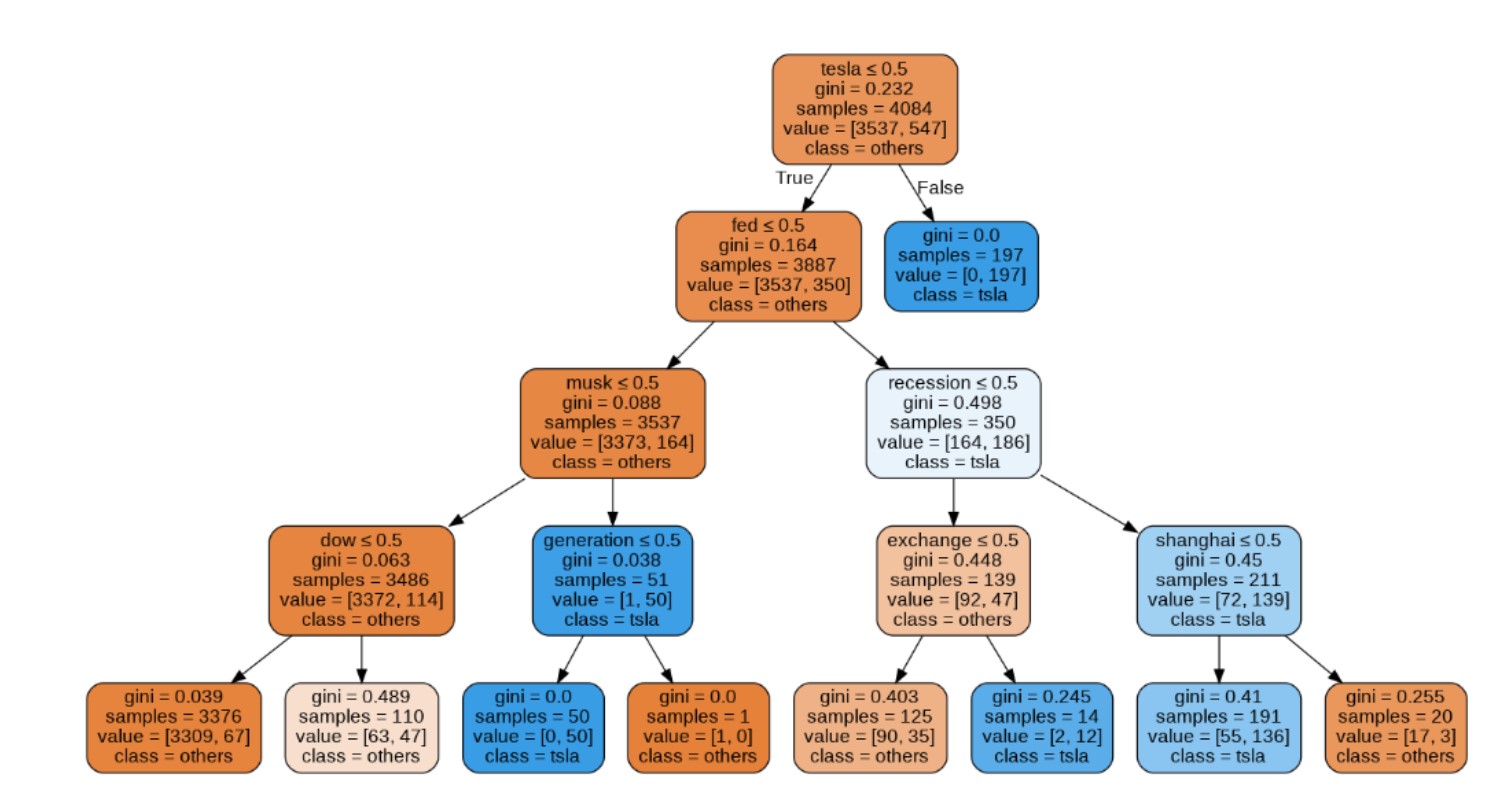 tesla ≤ 0.5
gini = 0.232
samples = 4084
value = [3537, 547]
class = others
True
False
fed ≤ 0.5
gini = 0.164
samples = 3887
value = [3537, 350]
class = others
gini = 0.0
samples = 197
value = [0, 197]
class = tsla
musk ≤ 0.5
gini = 0.088
samples = 3537
value = [3373, 164]
class = others
recession ≤ 0.5
gini = 0.498
samples = 350
value = [164, 186]
class = tsla
dow ≤ 0.5
gini = 0.063
samples = 3486
value = [3372, 114]
class = others
generation ≤ 0.5
gini = 0.038
samples = 51
value = [1, 50]
class = tsla
exchange ≤ 0.5
gini = 0.448
samples = 139
value = [92, 47]
class = others
shanghai ≤ 0.5
gini = 0.45
samples = 211
value = [72, 139]
class = tsla
gini = 0.039
samples = 3376
value = [3309, 67]
class = others
gini = 0.489
samples = 110
value = [63, 47]
class = others
gini = 0.0
samples = 50
value = [0, 50]
class = tsla
gini = 0.0
samples = 1
value = [1, 0]
class = others
gini = 0.403
samples = 125
value = [90, 35]
class = others
gini = 0.245
samples = 14
value = [2, 12]
class = tsla
gini = 0.41
samples = 191
value = [55, 136]
class = tsla
gini = 0.255
samples = 20
value = [17, 3]
class = others